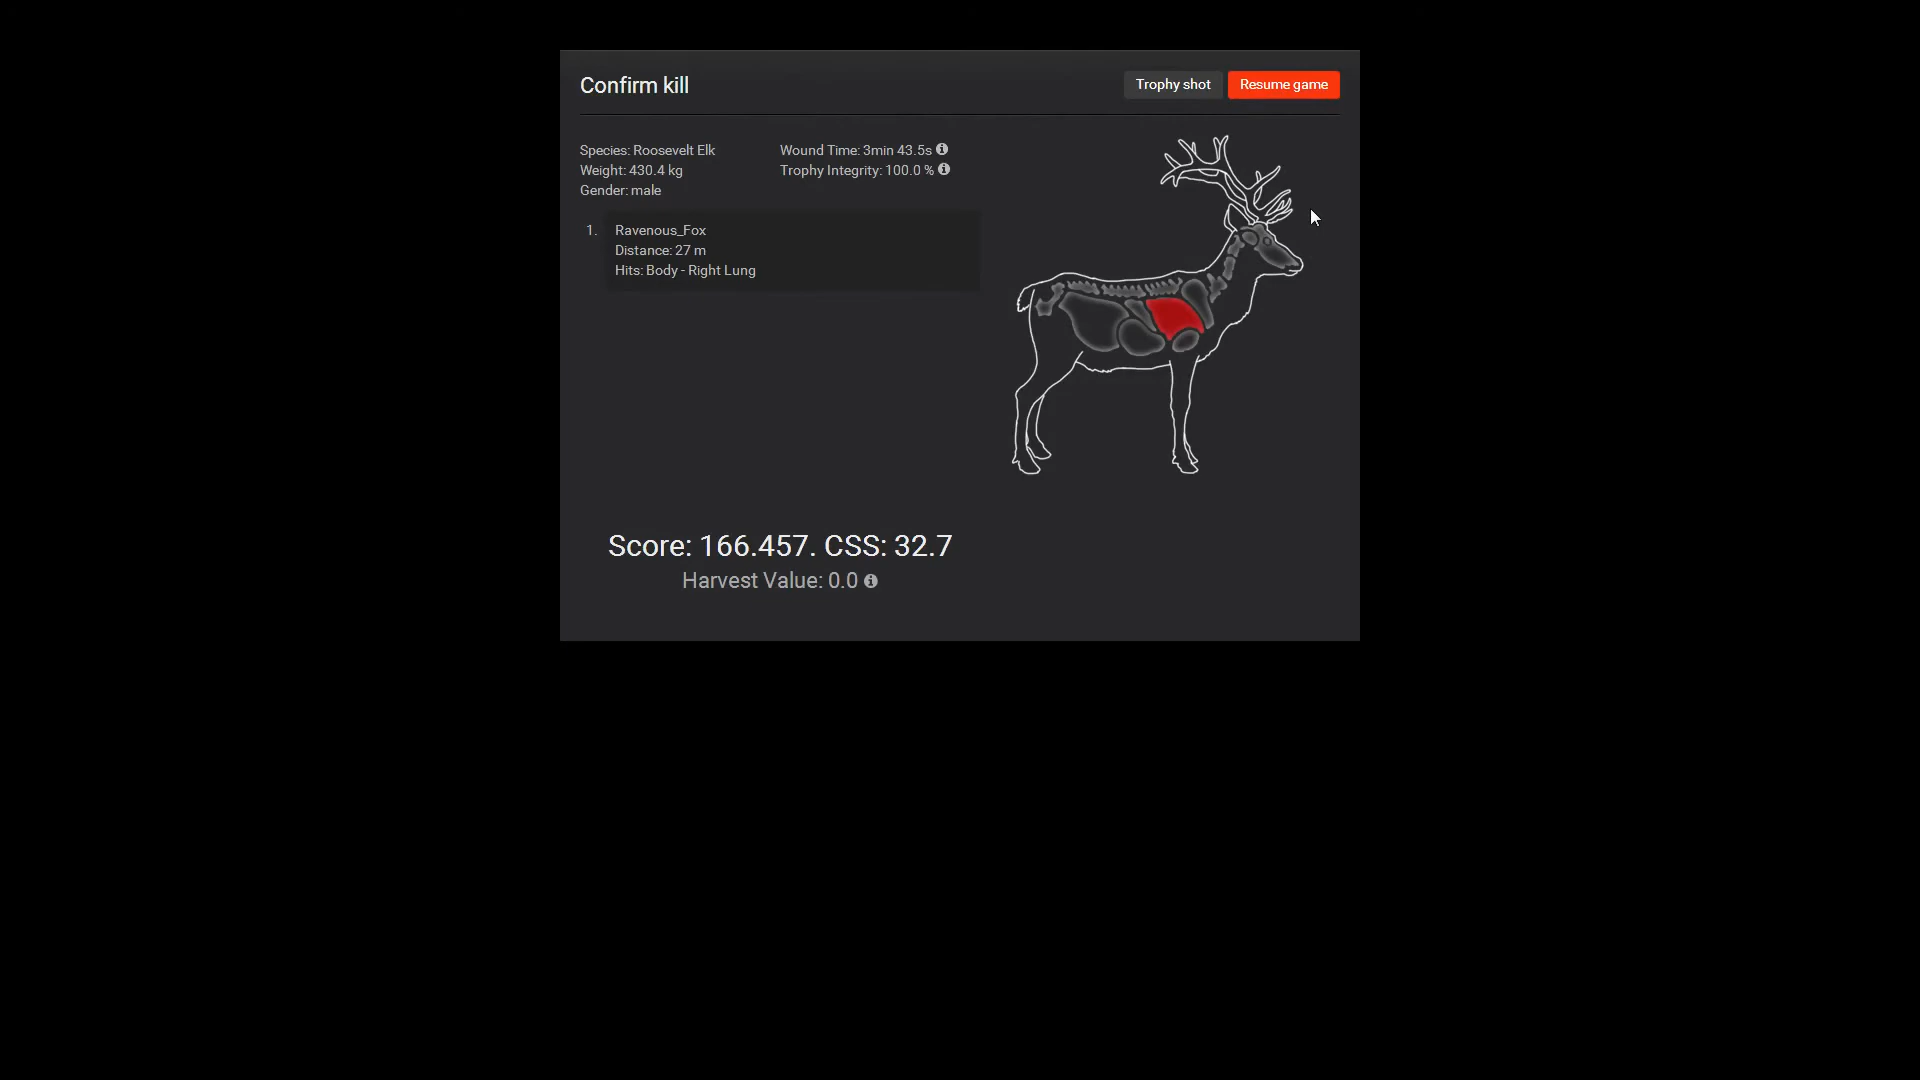 Confirm kill
Trophy shot
Resume game
Species: Roosevelt Elk
Weight: 430.4 kg
Gender: male
Wound Time: 3min 43.5s
Trophy Integrity: 100.0 %
1.
Ravenous_Fox
Distance: 27 m
Hits: Body - Right Lung
Score: 166.457. CSS: 32.7
Harvest Value: 0.0